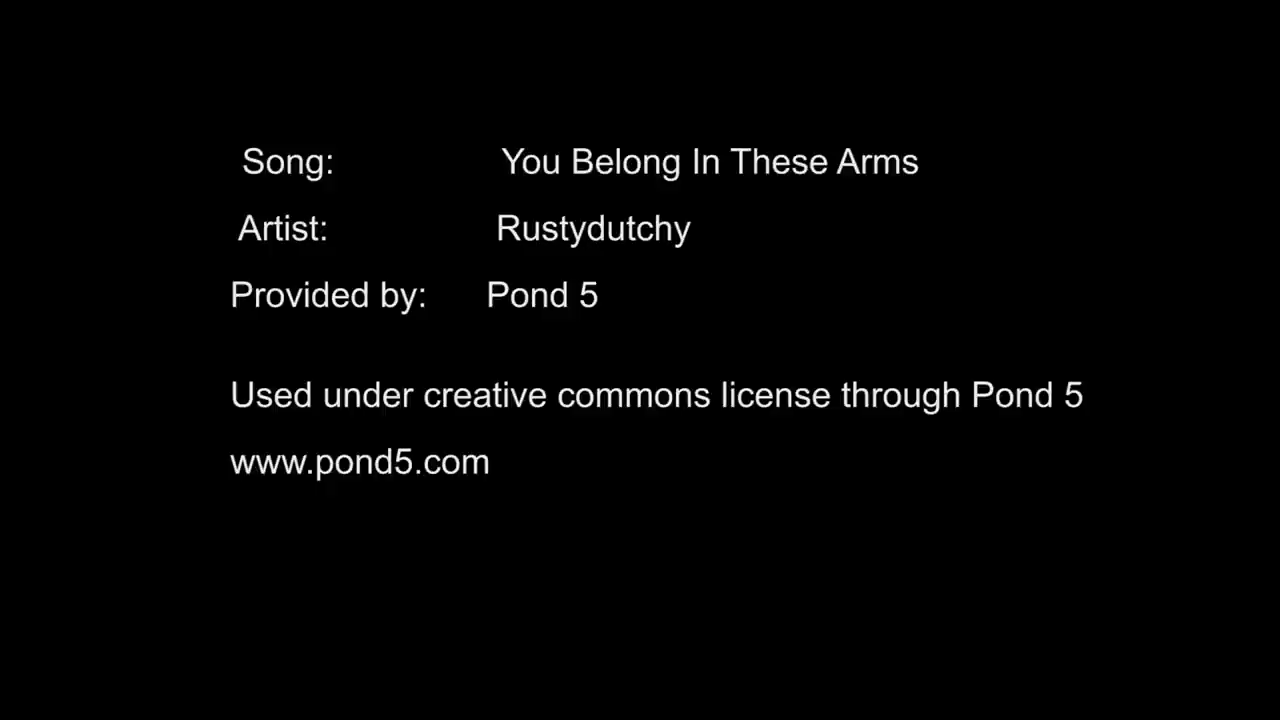 Song: You Belong In These Arms
Artist: Rustydutchy
Provided by: Pond 5
Used under creative commons license through Pond 5
www.pond5.com